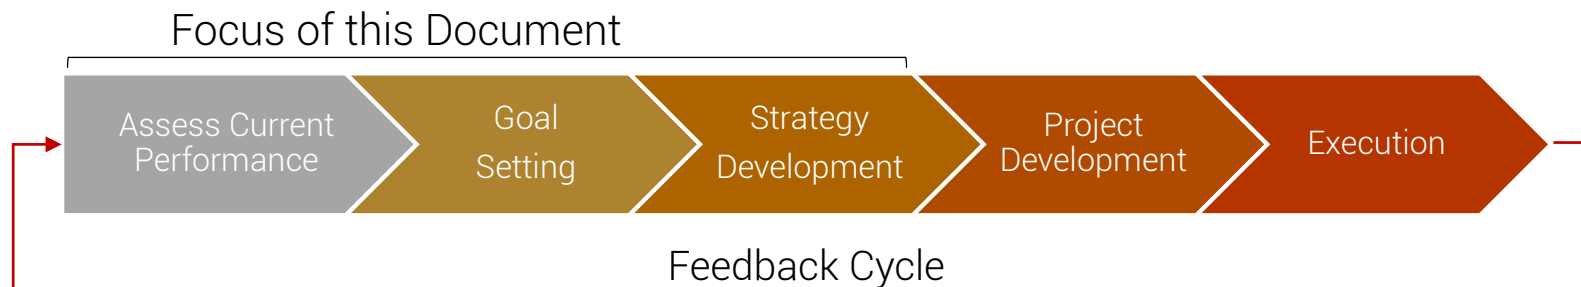 Focus of this Document
Assess Current
Performance
Goal
Setting
Strategy
Development
Project
Development
Execution
Feedback Cycle